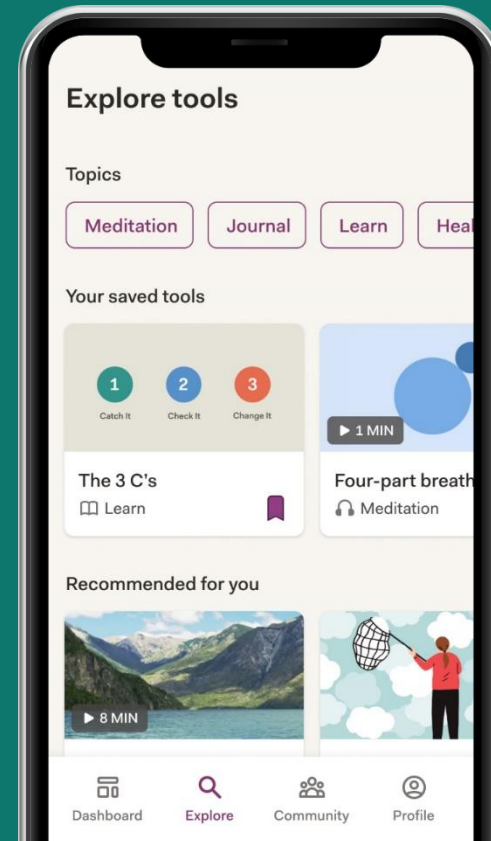 Explore tools
Topics
Meditation Journal Learn Heal
Your saved tools
1 2 3
Catch It Check It Change It
▶ 1 MIN
The 3 C's Four-part breath
Learn Meditation
Recommended for you
▶ 8 MIN
Dashboard Explore Community Profile